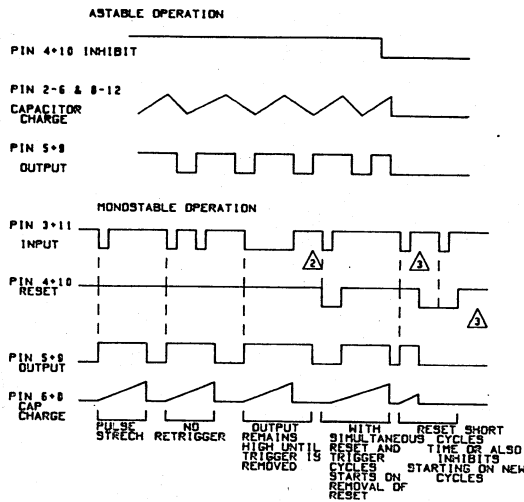 ASTABLE OPERATION
PIN 4+10 INHIBIT
PIN 2-6 & 8-12
CAPACITOR
CHARGE
PIN 5+9
OUTPUT
MONOSTABLE OPERATION
PIN 3+11
INPUT
2
3
PIN 4+10
RESET
3
PIN 5+9
OUTPUT
PIN 6+8
CAP
CHARGE
PULSE
STRECH
NO
RETRIGGER
OUTPUT
REMAINS
HIGH UNTIL
TRIGGER IS
REMOVED
WITH
SIMULTANEOUS
RESET AND
TRIGGER
CYCLES
STARTS ON
REMOVAL OF
RESET
RESET SHORT
CYCLES
TIME OR ALSO
INHIBITS
STARTING ON NEW
CYCLES